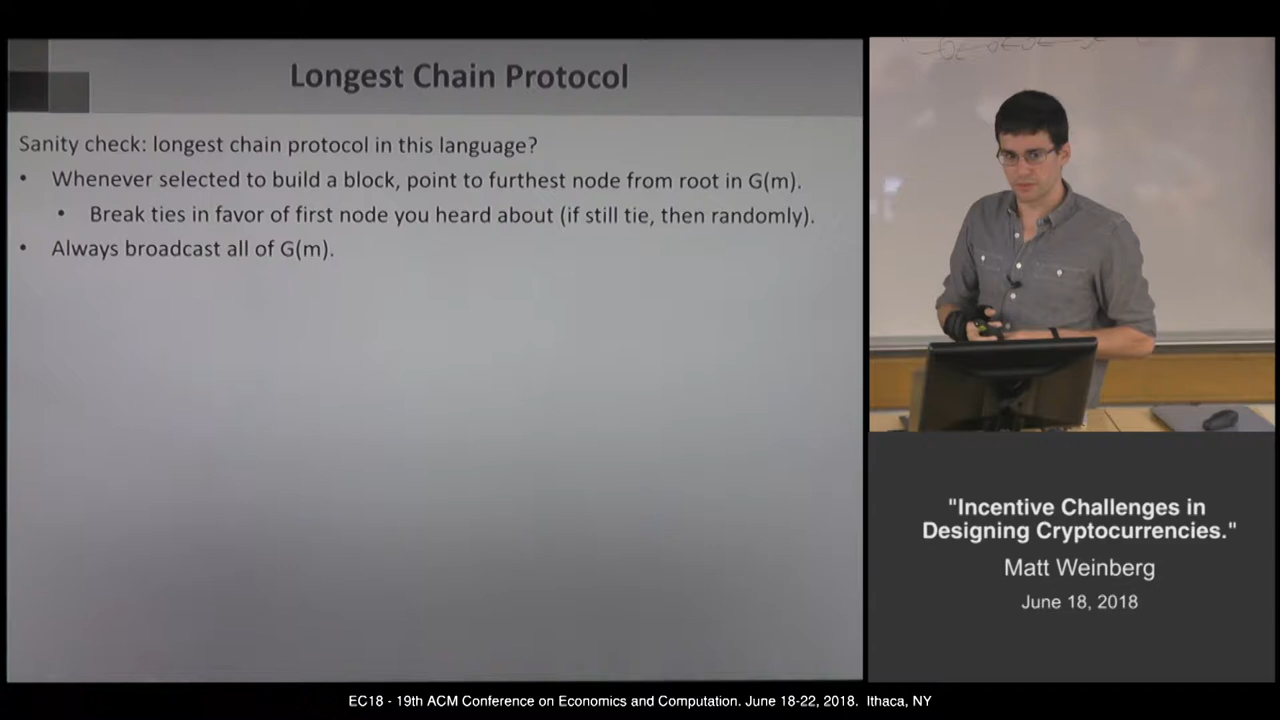 Longest Chain Protocol
Sanity check: longest chain protocol in this language?
• Whenever selected to build a block, point to furthest node from root in G(m).
• Break ties in favor of first node you heard about (if still tie, then randomly).
• Always broadcast all of G(m).
"Incentive Challenges in
Designing Cryptocurrencies."
Matt Weinberg
June 18, 2018
EC18 - 19th ACM Conference on Economics and Computation. June 18-22, 2018. Ithaca, NY